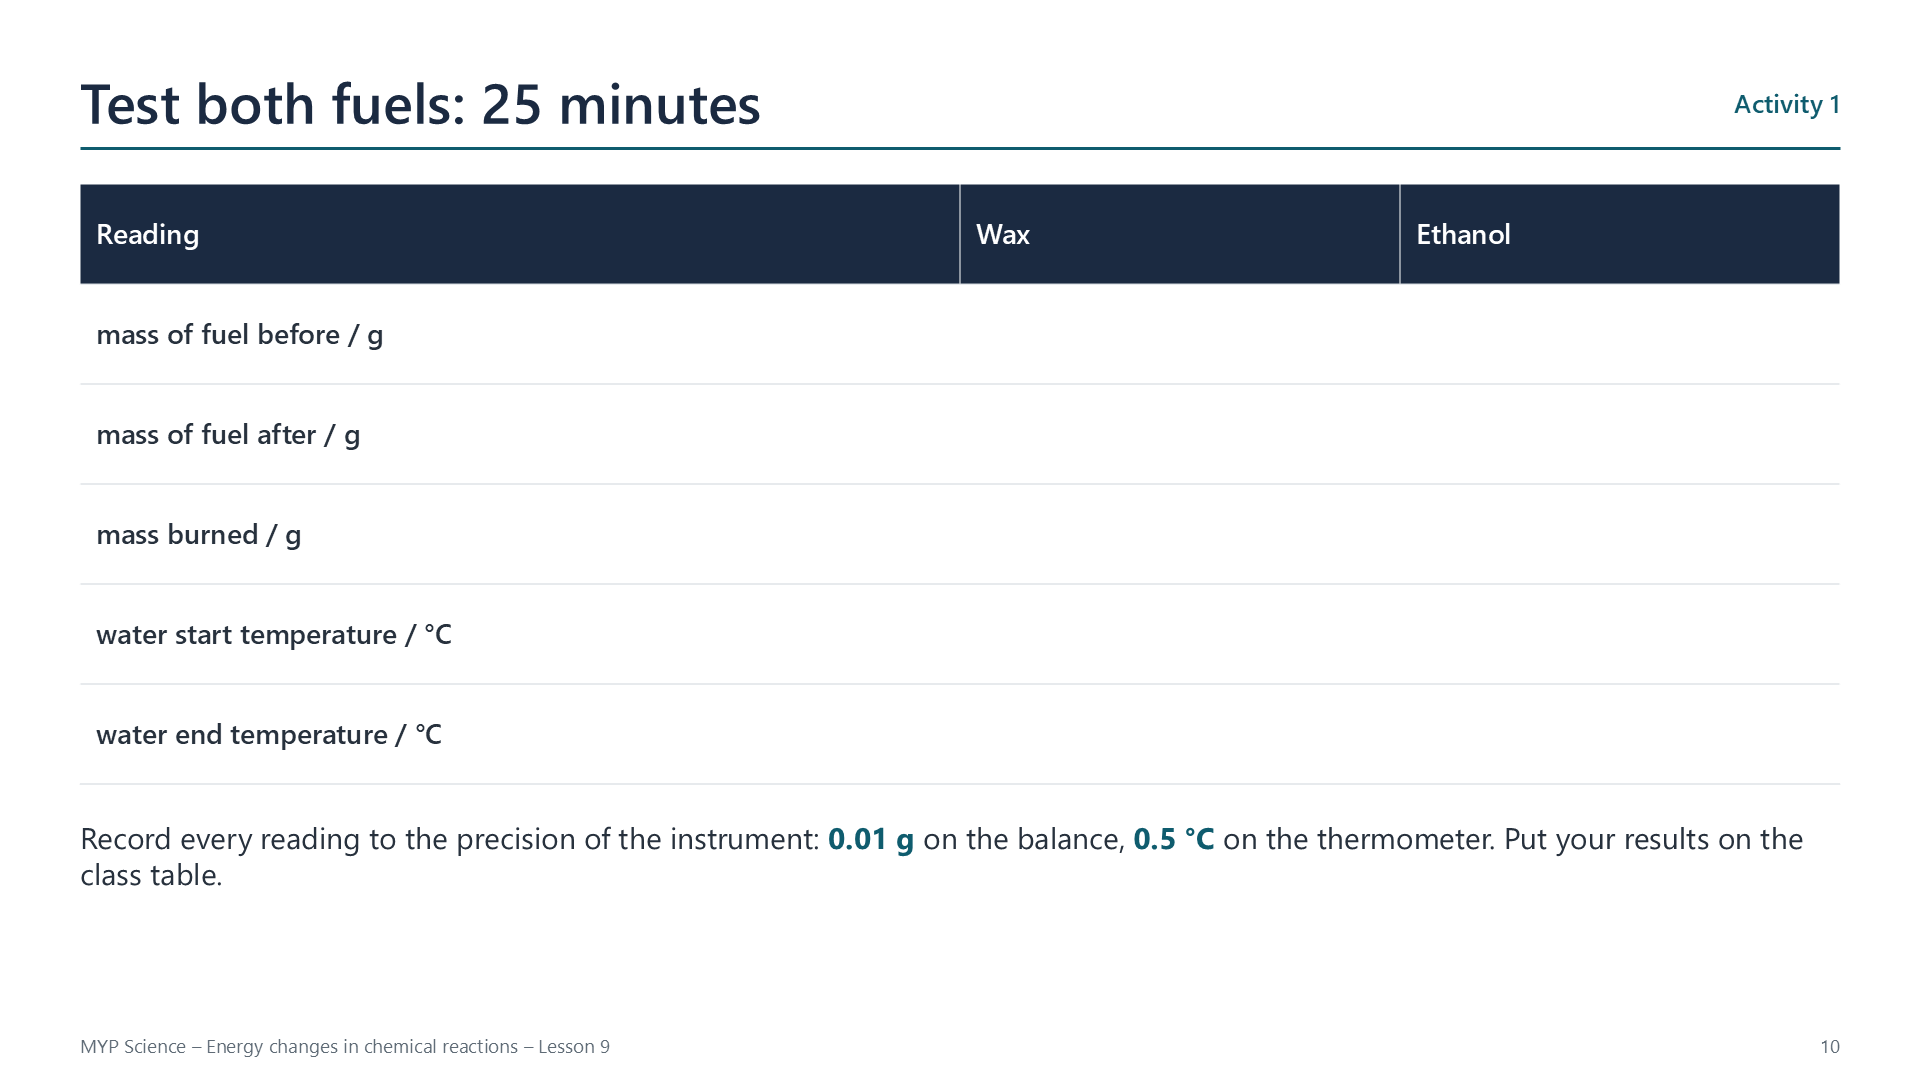 Test both fuels: 25 minutes
Activity 1
Reading
Wax
Ethanol
mass of fuel before / g
mass of fuel after / g
mass burned / g
water start temperature / °C
water end temperature / °C
Record every reading to the precision of the instrument: 0.01 g on the balance, 0.5 °C on the thermometer. Put your results on the
class table.
MYP Science – Energy changes in chemical reactions – Lesson 9
10